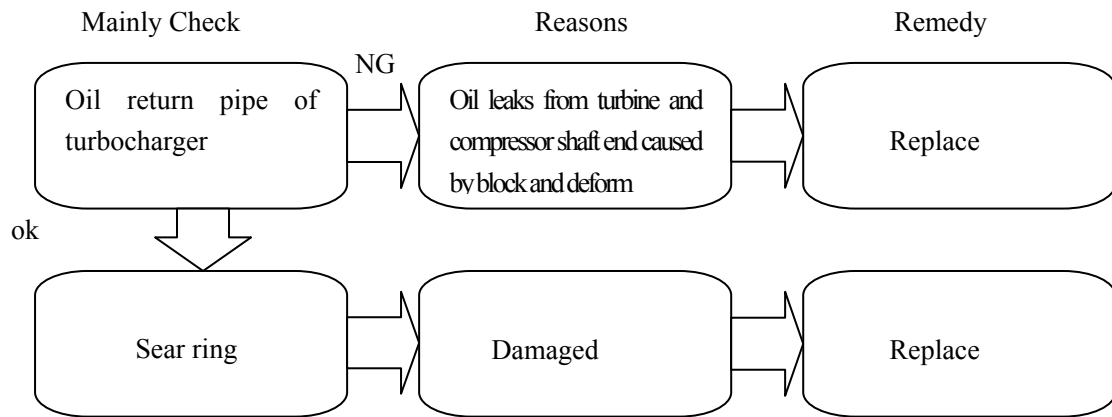 Mainly Check
Reasons
Remedy
NG
Oil return pipe of
turbocharger
Oil leaks from turbine and
compressor shaft end caused
by block and deform
Replace
ok
Sear ring
Damaged
Replace